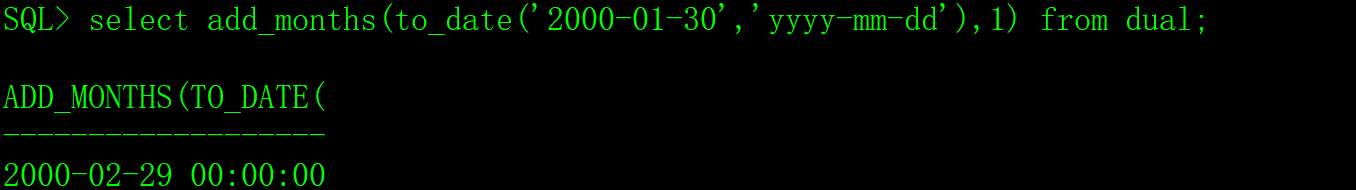 SQL> select add_months(to_date('2000-01-30','yyyy-mm-dd'),1) from dual;
ADD_MONTHS(TO_DATE(
-------------------
2000-02-29 00:00:00